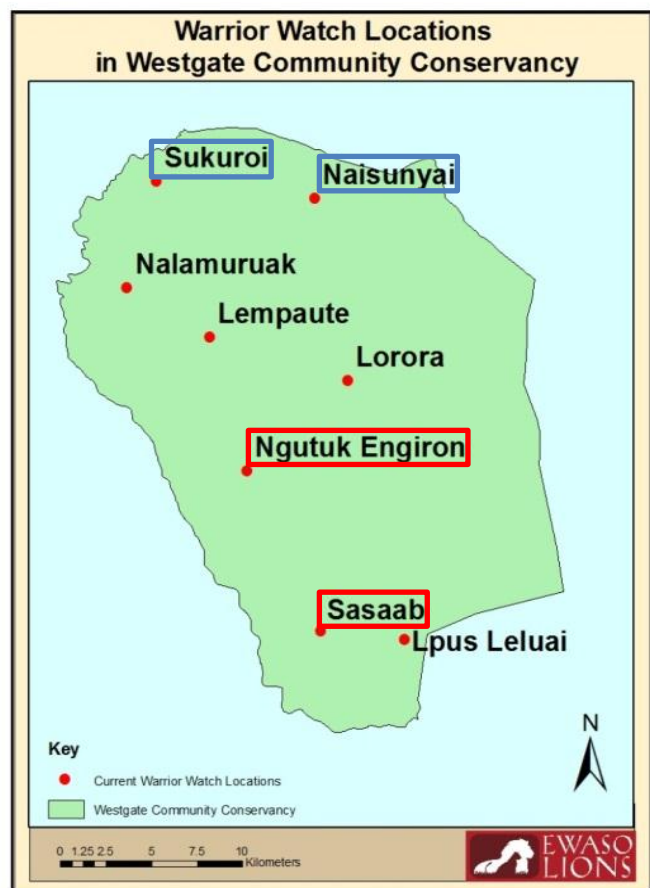 Warrior Watch Locations
in Westgate Community Conservancy
Sukuroi
Naisunyai
Nalamuruak
Lempaute
Lorora
Ngutuk Engiron
Sasaab
Lpus Leluai
N
Key
Current Warrior Watch Locations
Westgate Community Conservancy
0 1.25 2.5 5 7.5 10
Kilometers
EWASO
LIONS